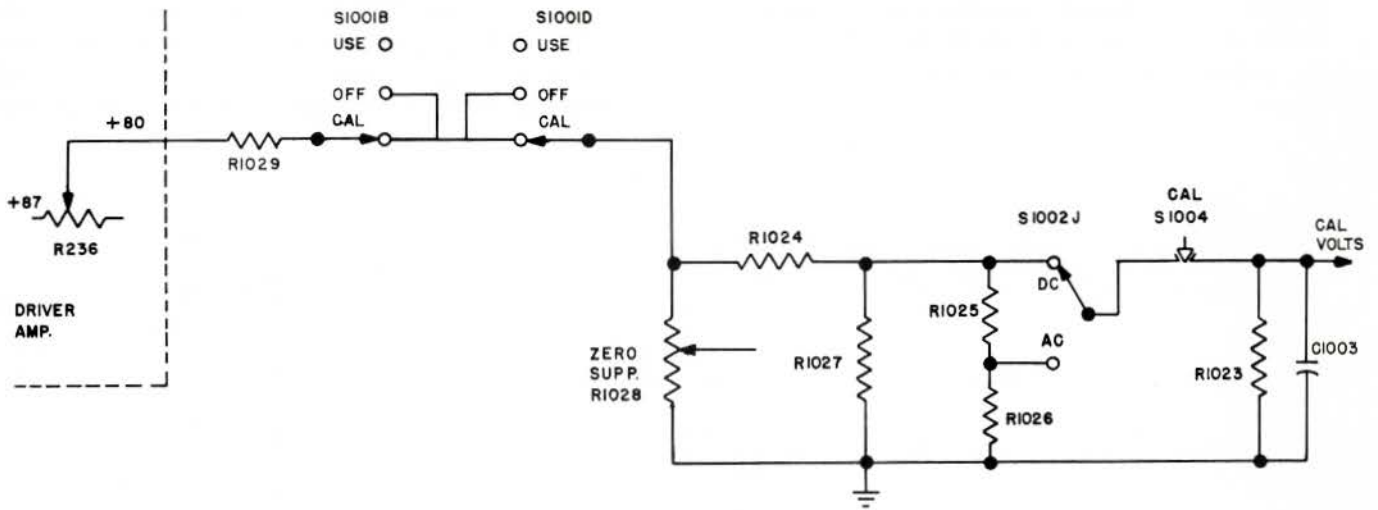 S1001B
USE
OFF
CAL
S1001D
USE
OFF
CAL
+80
R1029
+87
R236
DRIVER
AMP.
R1024
S1002J
CAL
S1004
CAL
VOLTS
DC
R1025
AC
ZERO
SUPP.
R1028
R1027
R1026
R1023
C1003